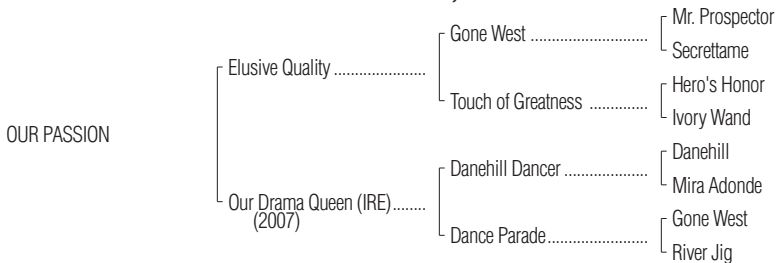 Mr. Prospector
Gone West ..............................
Secrettame
Elusive Quality ......................
Hero's Honor
Touch of Greatness ..............
Ivory Wand
OUR PASSION
Danehill
Danehill Dancer ....................
Mira Adonde
Our Drama Queen (IRE)........
(2007)
Gone West
Dance Parade........................
River Jig